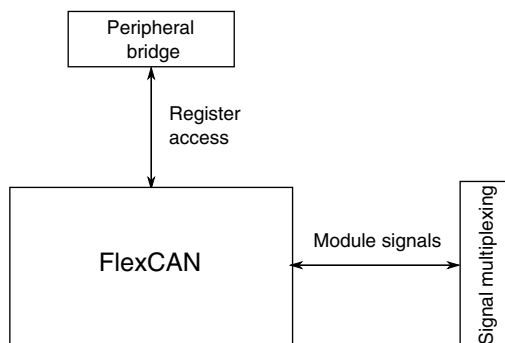 Peripheral
bridge
Register
access
FlexCAN
Module signals
Signal multiplexing